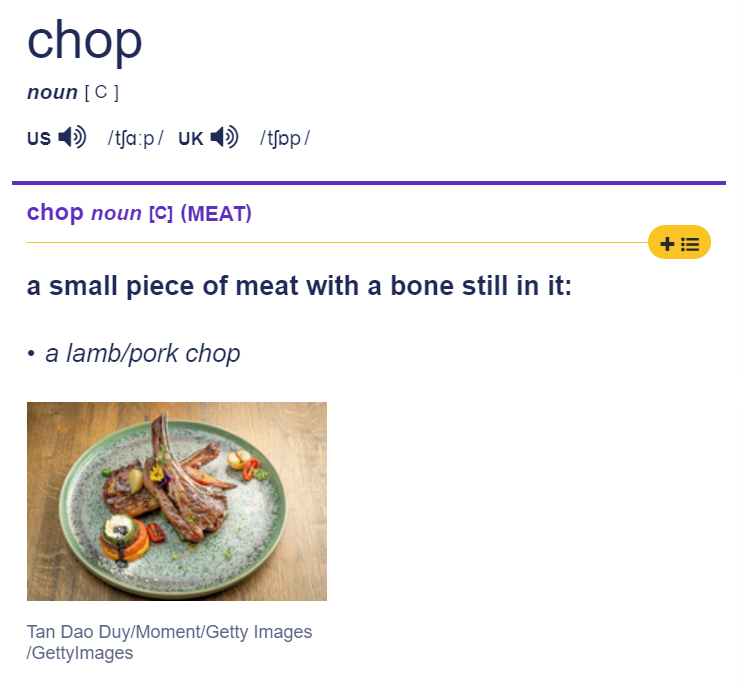 chop
noun [ C ]
US /tʃɑːp/ UK /tʃɒp/
chop noun [C] (MEAT)
a small piece of meat with a bone still in it:
• a lamb/pork chop
Tan Dao Duy/Moment/Getty Images
/GettyImages